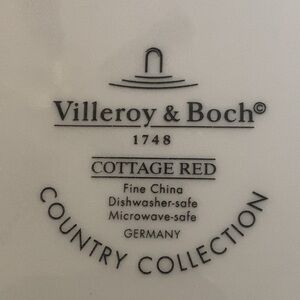 Villeroy & Boch©
1748
COTTAGE RED
Fine China
Dishwasher-safe
Microwave-safe
GERMANY
COUNTRY COLLECTION